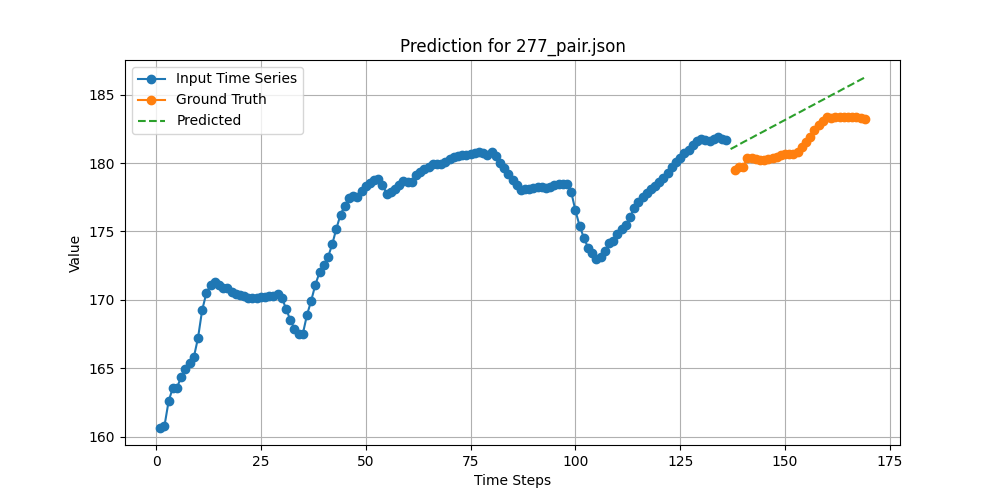 Prediction for 277_pair.json
Input Time Series
Ground Truth
Predicted
185
180
175
170
165
160
Value
0 25 50 75 100 125 150 175
Time Steps